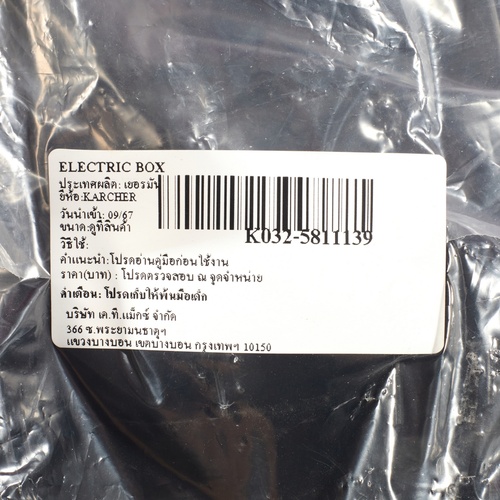 ELECTRIC BOX
ประเทศผลิต: เยอรมัน
ยี่ห้อ:KARCHER
วันนำเข้า: 09/67
ขนาด:ดูที่สินค้า
K032-5811139
วิธีใช้:
คำแนะนำ:โปรดอ่านคู่มือก่อนใช้งาน
ราคา(บาท) : โปรดตรวจสอบ ณ จุดจำหน่าย
คำเตือน: โปรดเก็บให้พ้นมือเด็ก
บริษัท เค.ที.แม็กซ์ จำกัด
366 ซ.พระยามนธาตุฯ
แขวงบางบอน เขตบางบอน กรุงเทพฯ 10150